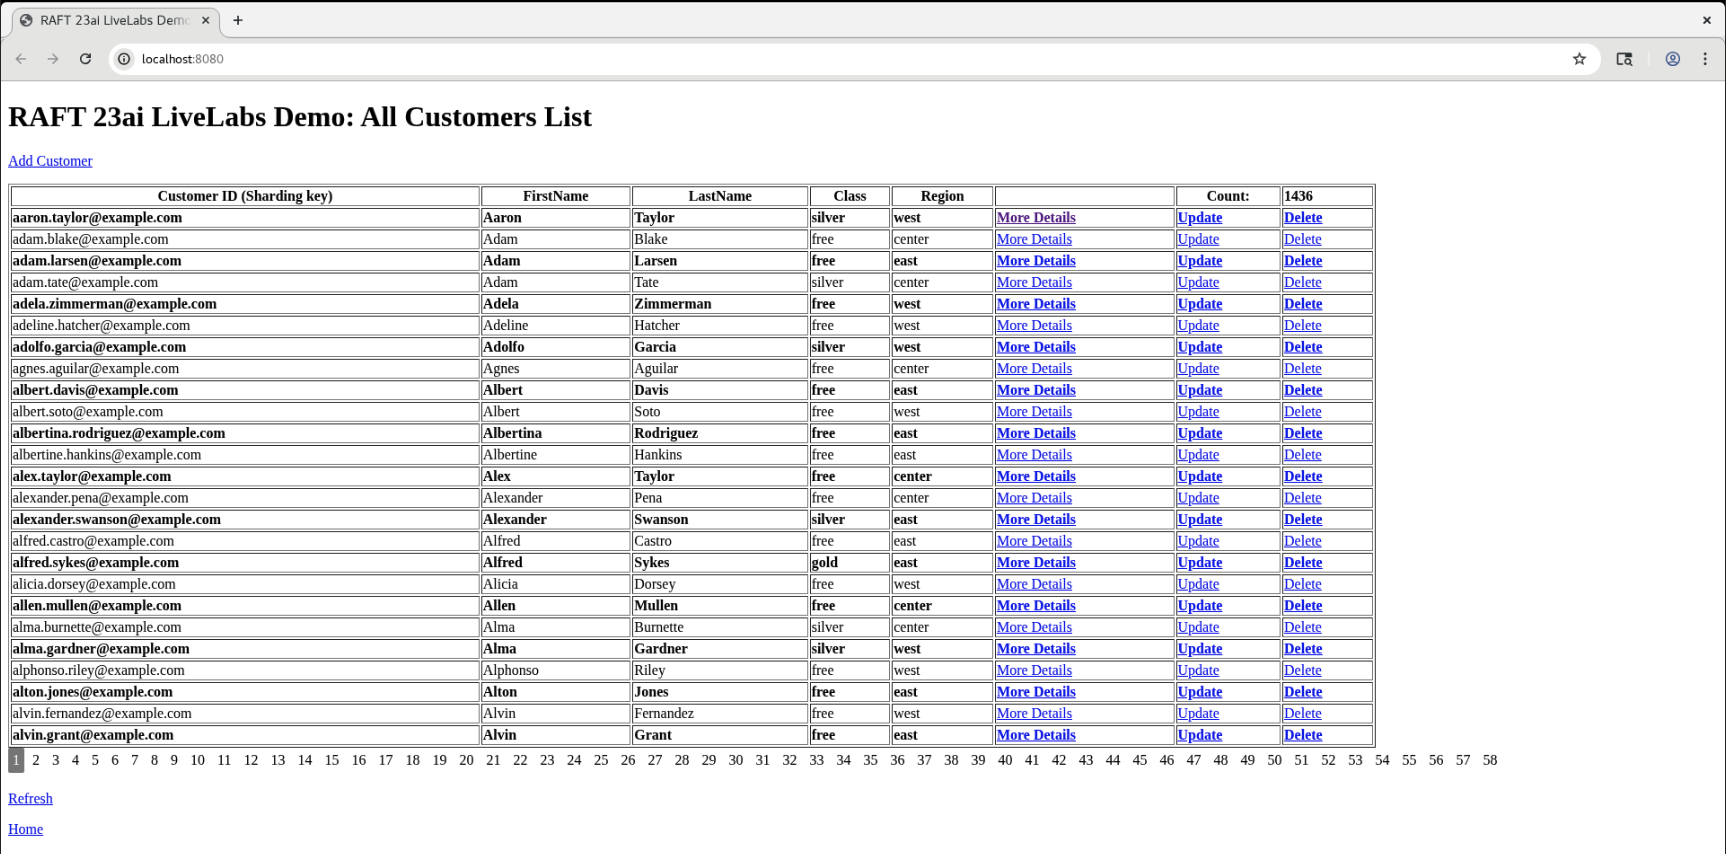 RAFT 23ai LiveLabs Demo
localhost:8080
RAFT 23ai LiveLabs Demo: All Customers List
Add Customer
Customer ID (Sharding key) FirstName LastName Class Region Count: 1436
aaron.taylor@example.com Aaron Taylor silver west More Details Update Delete
adam.blake@example.com Adam Blake free center More Details Update Delete
adam.larsen@example.com Adam Larsen free east More Details Update Delete
adam.tate@example.com Adam Tate silver center More Details Update Delete
adela.zimmerman@example.com Adela Zimmerman free west More Details Update Delete
adeline.hatcher@example.com Adeline Hatcher free west More Details Update Delete
adolfo.garcia@example.com Adolfo Garcia silver west More Details Update Delete
agnes.aguilar@example.com Agnes Aguilar free center More Details Update Delete
albert.davis@example.com Albert Davis free east More Details Update Delete
albert.soto@example.com Albert Soto free west More Details Update Delete
albertina.rodriguez@example.com Albertina Rodriguez free east More Details Update Delete
albertine.hankins@example.com Albertine Hankins free east More Details Update Delete
alex.taylor@example.com Alex Taylor free center More Details Update Delete
alexander.pena@example.com Alexander Pena free center More Details Update Delete
alexander.swanson@example.com Alexander Swanson silver east More Details Update Delete
alfred.castro@example.com Alfred Castro free east More Details Update Delete
alfred.sykes@example.com Alfred Sykes gold east More Details Update Delete
alicia.dorsey@example.com Alicia Dorsey free west More Details Update Delete
allen.mullen@example.com Allen Mullen free center More Details Update Delete
alma.burnette@example.com Alma Burnette silver center More Details Update Delete
alma.gardner@example.com Alma Gardner silver west More Details Update Delete
alphonso.riley@example.com Alphonso Riley free west More Details Update Delete
alton.jones@example.com Alton Jones free east More Details Update Delete
alvin.fernandez@example.com Alvin Fernandez free west More Details Update Delete
alvin.grant@example.com Alvin Grant free east More Details Update Delete
1 2 3 4 5 6 7 8 9 10 11 12 13 14 15 16 17 18 19 20 21 22 23 24 25 26 27 28 29 30 31 32 33 34 35 36 37 38 39 40 41 42 43 44 45 46 47 48 49 50 51 52 53 54 55 56 57 58
Refresh
Home